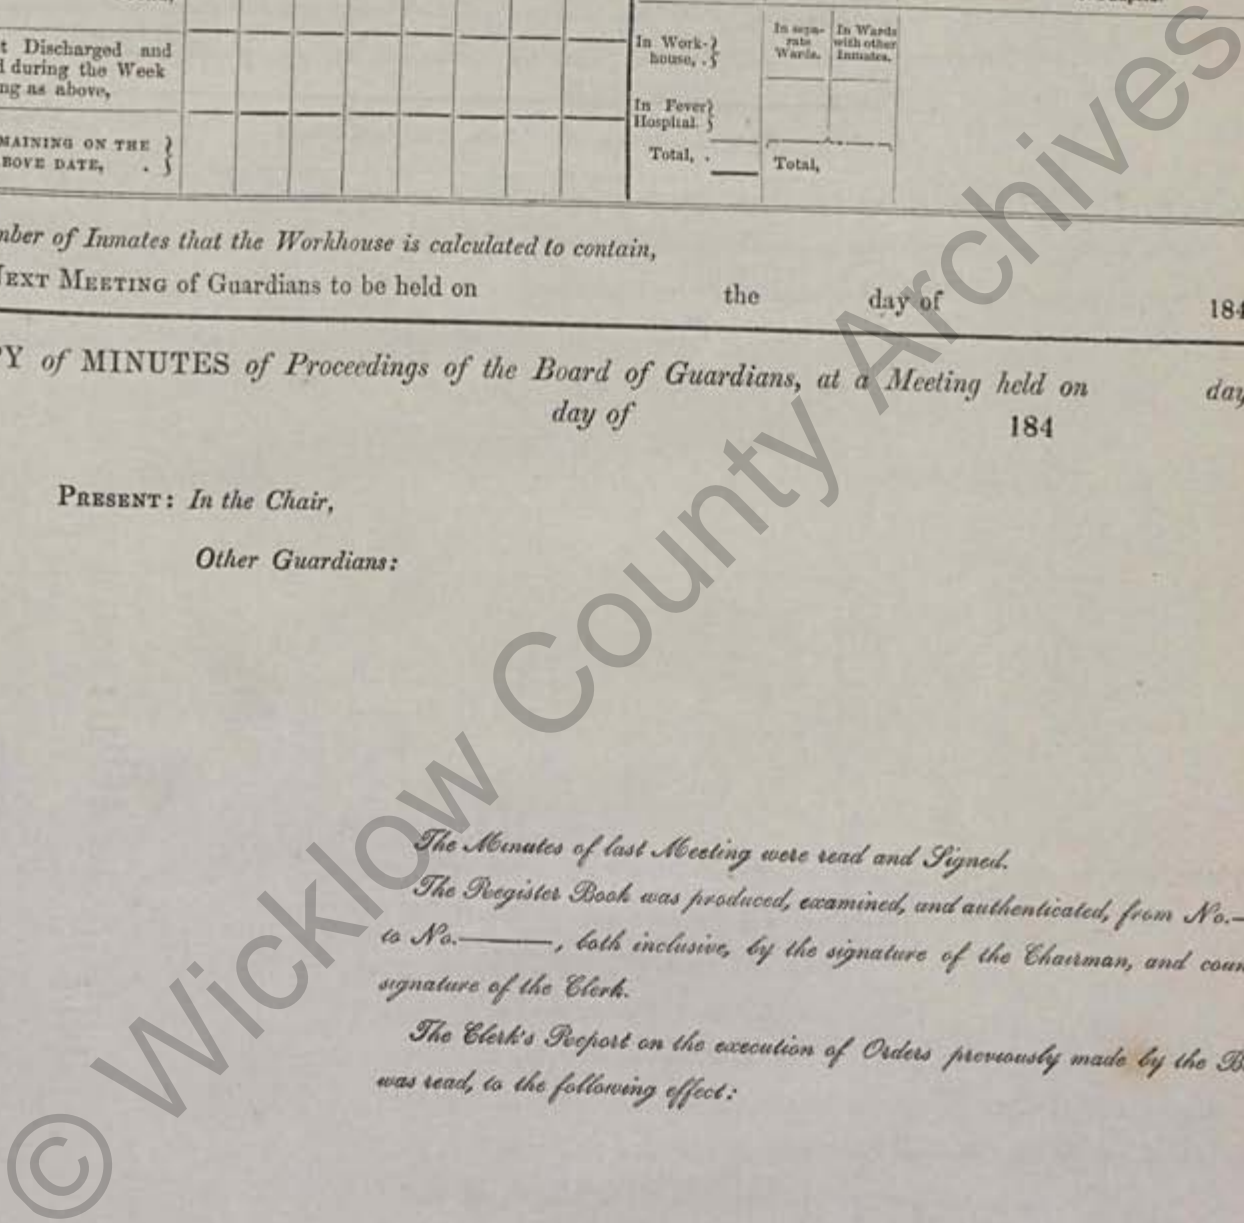 t Discharged and
d during the Week
ng as above,
MAINING ON THE
BOVE DATE, .
In Work-
house, .
In Fever
Hospital.
Total, .
In sepa-
rate
Wards.
In Wards
with other
Inmates.
Total,
mber of Inmates that the Workhouse is calculated to contain,
NEXT MEETING of Guardians to be held on the day of 184
PY of MINUTES of Proceedings of the Board of Guardians, at a Meeting held on day
day of 184
PRESENT: In the Chair,
Other Guardians:
The Minutes of last Meeting were read and Signed.
The Register Book was produced, examined, and authenticated, from No.—
to No.———, both inclusive, by the signature of the Chairman, and coun
signature of the Clerk.
The Clerk's Report on the execution of Orders previously made by the B
was read, to the following effect:
© Wicklow County Archives